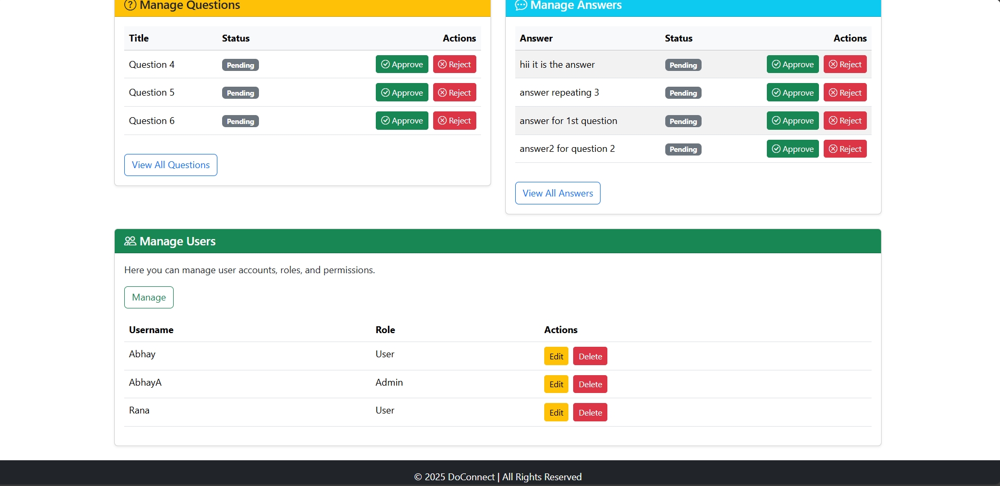 Manage Questions
Title Status Actions
Question 4 Pending Approve Reject
Question 5 Pending Approve Reject
Question 6 Pending Approve Reject
View All Questions
Manage Answers
Answer Status Actions
hii it is the answer Pending Approve Reject
answer repeating 3 Pending Approve Reject
answer for 1st question Pending Approve Reject
answer2 for question 2 Pending Approve Reject
View All Answers
Manage Users
Here you can manage user accounts, roles, and permissions.
Manage
Username Role Actions
Abhay User Edit Delete
AbhayA Admin Edit Delete
Rana User Edit Delete
© 2025 DoConnect | All Rights Reserved